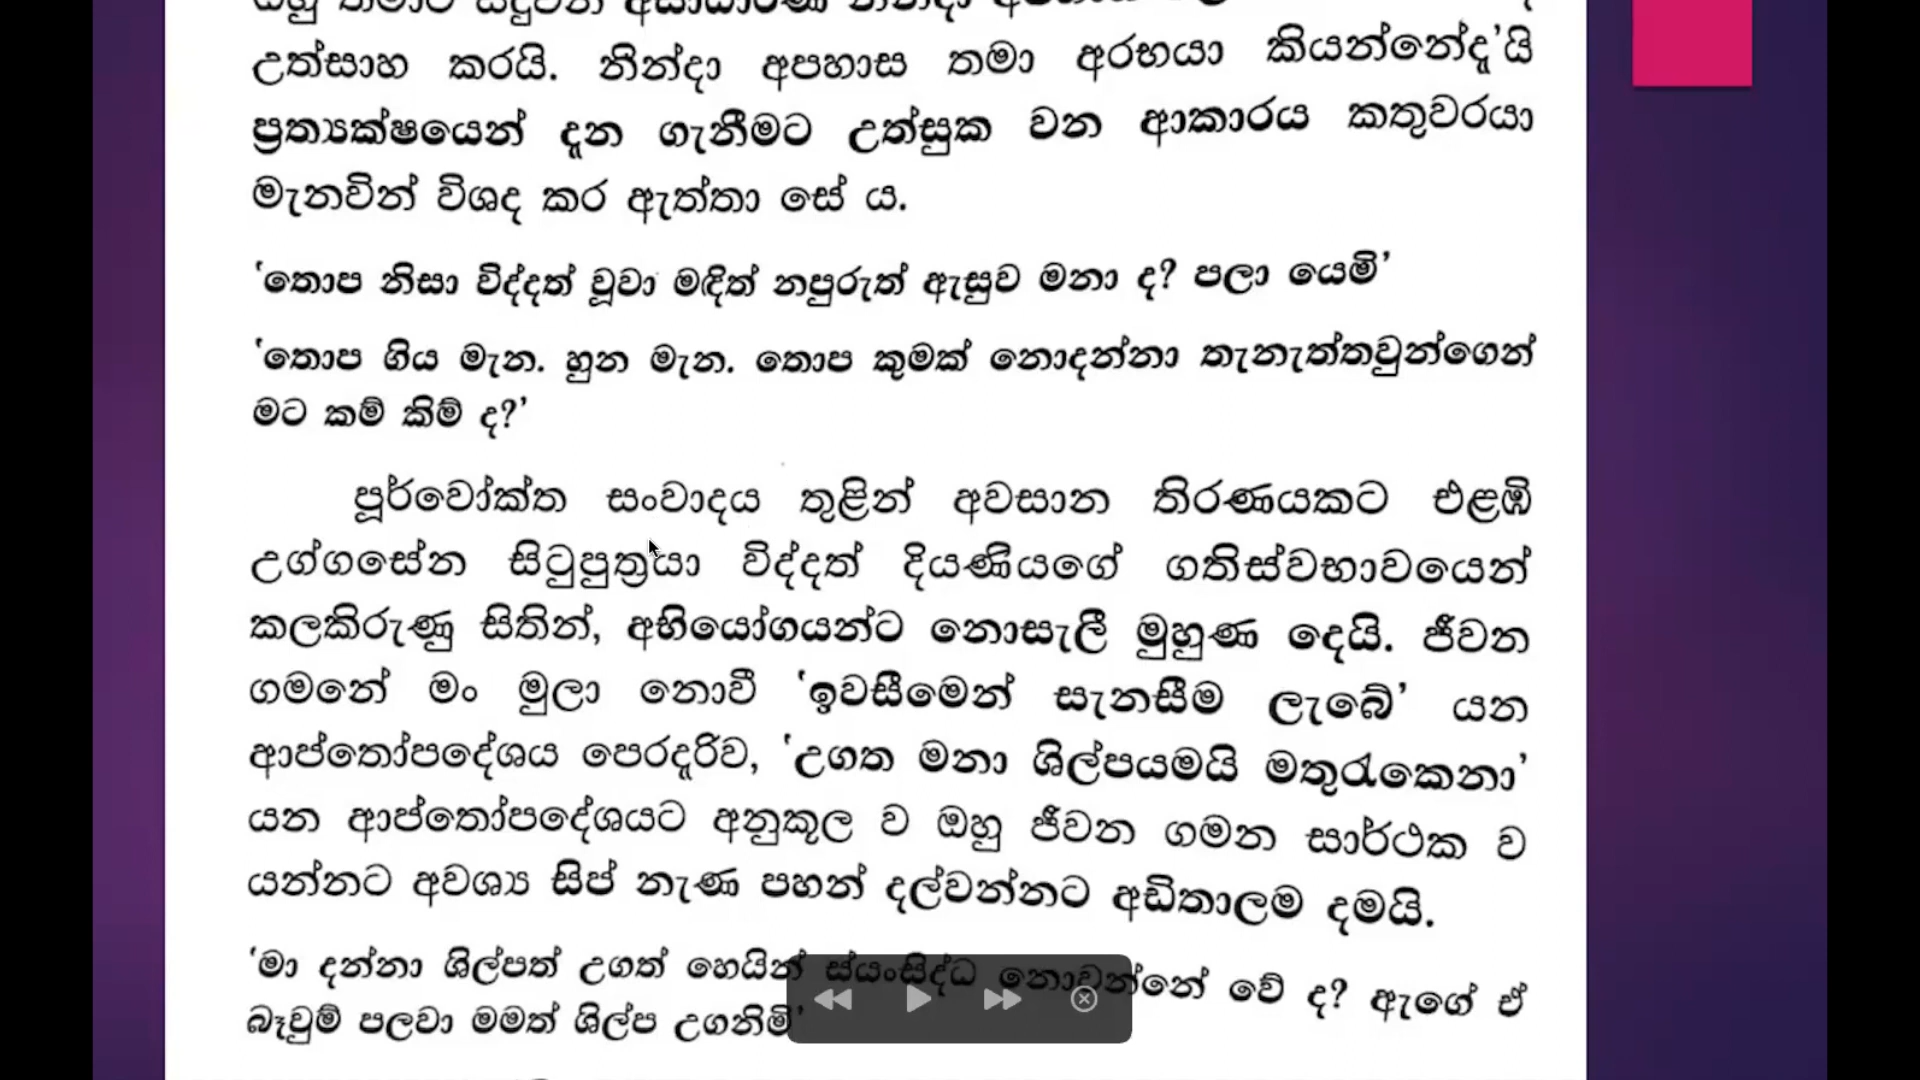 උත්සාහ කරයි. නින්දා අපහාස තමා අරභයා කියන්නේදැ'යි
ප්‍රත්‍යක්ෂයෙන් දැන ගැනීමට උත්සුක වන ආකාරය කතුවරයා
මැනවින් විශද කර ඇත්තා සේ ය.
'තොප නිසා විද්දත් වූවා මඳිත් නපුරුත් ඇසුව මනා ද? පලා යෙමි'
'තොප ගිය මැන. හුන මැන. තොප කුමක් නොදන්නා තැනැත්තවුන්ගෙන්
මට කම් කිම් ද?'
පූර්වෝක්ත සංවාදය තුළින් අවසාන තිරණයකට එළඹි
උග්ගසේන සිටුපුත්‍රයා විද්දත් දියණියගේ ගතිස්වභාවයෙන්
කලකිරුණු සිතින්, අභියෝගයන්ට නොසැලී මුහුණ දෙයි. ජීවන
ගමනේ මං මුලා නොවී 'ඉවසීමෙන් සැනසීම ලැබේ' යන
ආප්තෝපදේශය පෙරදැරිව, 'උගත මනා ශිල්පයමයි මතුරැකෙනා'
යන ආප්තෝපදේශයට අනුකූල ව ඔහු ජීවන ගමන සාර්ථක ව
යන්නට අවශ්‍ය සිප් නැණ පහන් දල්වන්නට අඩිතාලම දමයි.
'මා දන්නා ශිල්පත් උගත් හෙයින් ස්යංසිද්ධ නොවන්නේ වේ ද? ඇගේ ඒ
බැවුම් පලවා මමත් ශිල්ප උගනිමි'